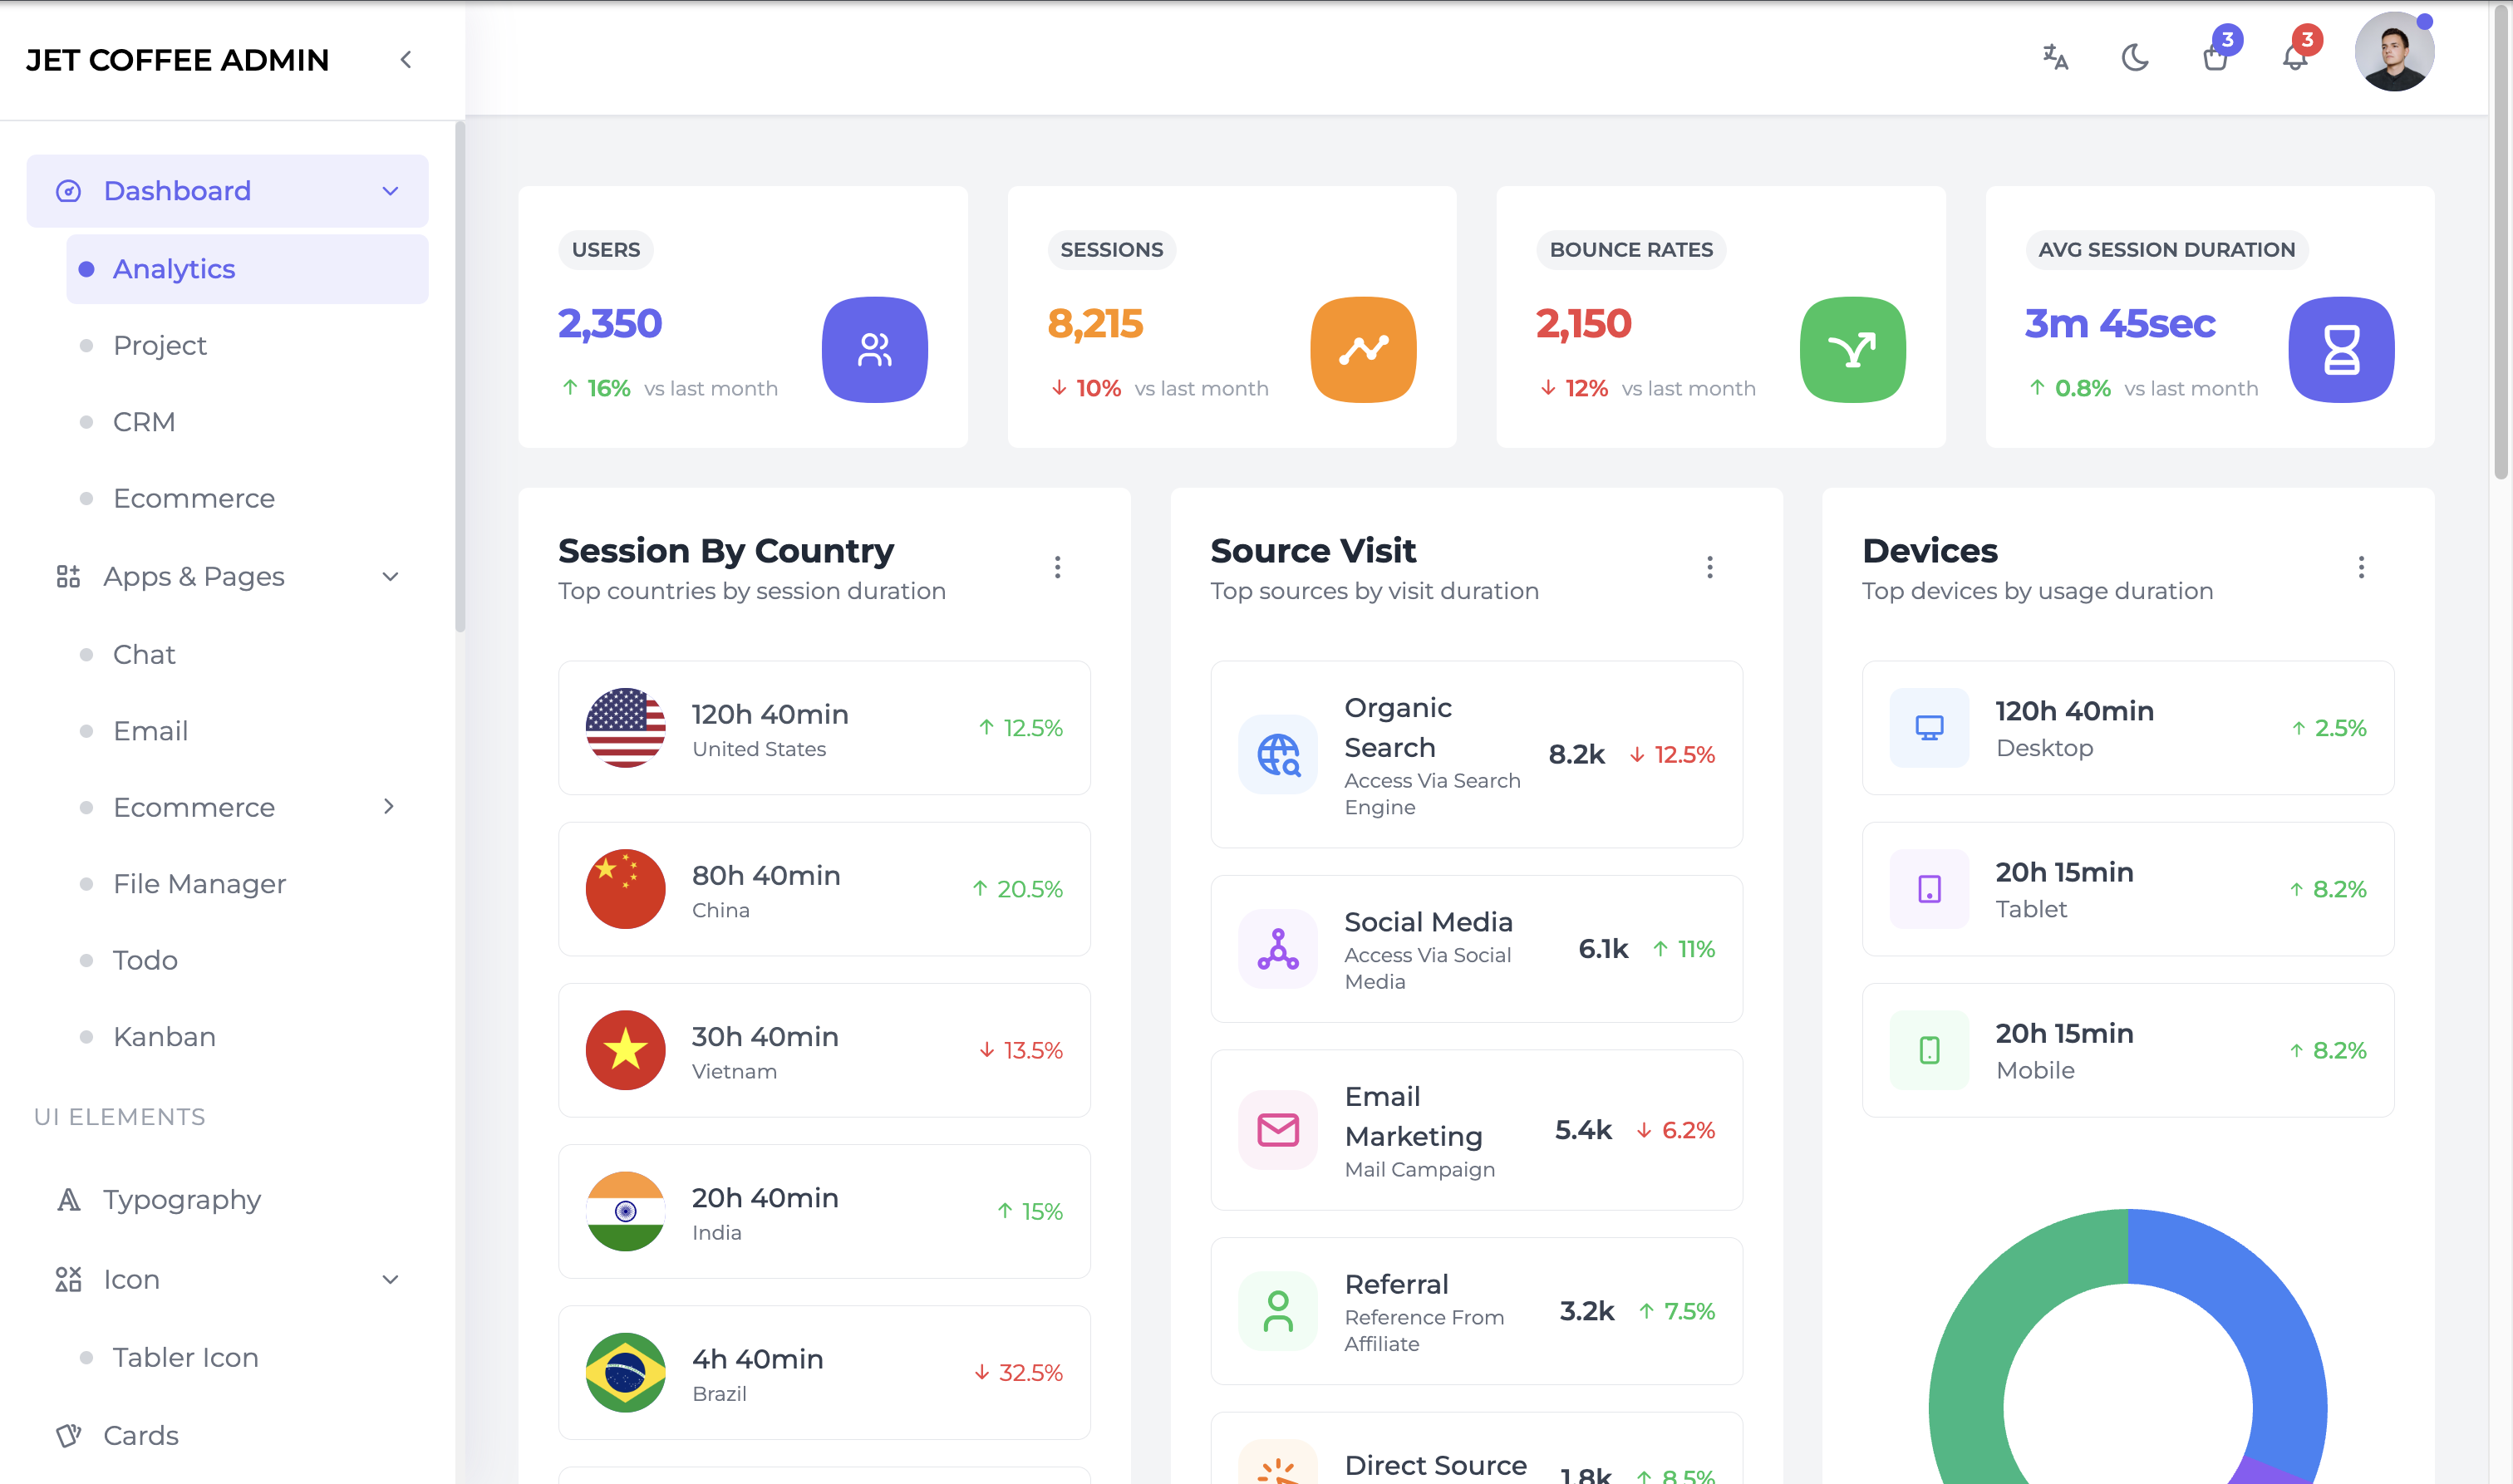 JET COFFEE ADMIN
3
3
Dashboard
Analytics
Project
CRM
Ecommerce
Apps & Pages
Chat
Email
Ecommerce
File Manager
Todo
Kanban
UI ELEMENTS
Typography
Icon
Tabler Icon
Cards
USERS
2,350
16% vs last month
SESSIONS
8,215
10% vs last month
BOUNCE RATES
2,150
12% vs last month
AVG SESSION DURATION
3m 45sec
0.8% vs last month
Session By Country
Top countries by session duration
120h 40min
United States
12.5%
80h 40min
China
20.5%
30h 40min
Vietnam
13.5%
20h 40min
India
15%
4h 40min
Brazil
32.5%
Source Visit
Top sources by visit duration
Organic
Search
Access Via Search
Engine
8.2k 12.5%
Social Media
Access Via Social
Media
6.1k 11%
Email
Marketing
Mail Campaign
5.4k 6.2%
Referral
Reference From
Affiliate
3.2k 7.5%
Direct Source
1.8k 8.5%
Devices
Top devices by usage duration
120h 40min
Desktop
2.5%
20h 15min
Tablet
8.2%
20h 15min
Mobile
8.2%